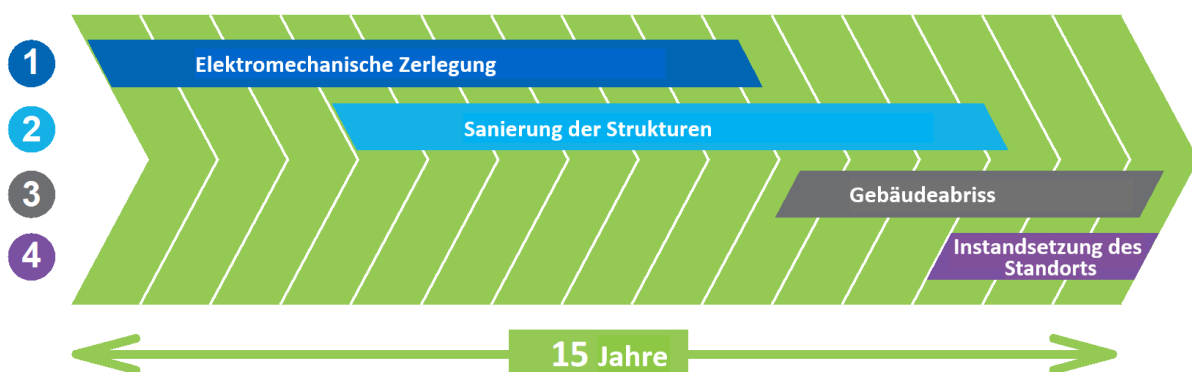 1
Elektromechanische Zerlegung
2
Sanierung der Strukturen
3
Gebäudeabriss
4
Instandsetzung des
Standorts
15 Jahre